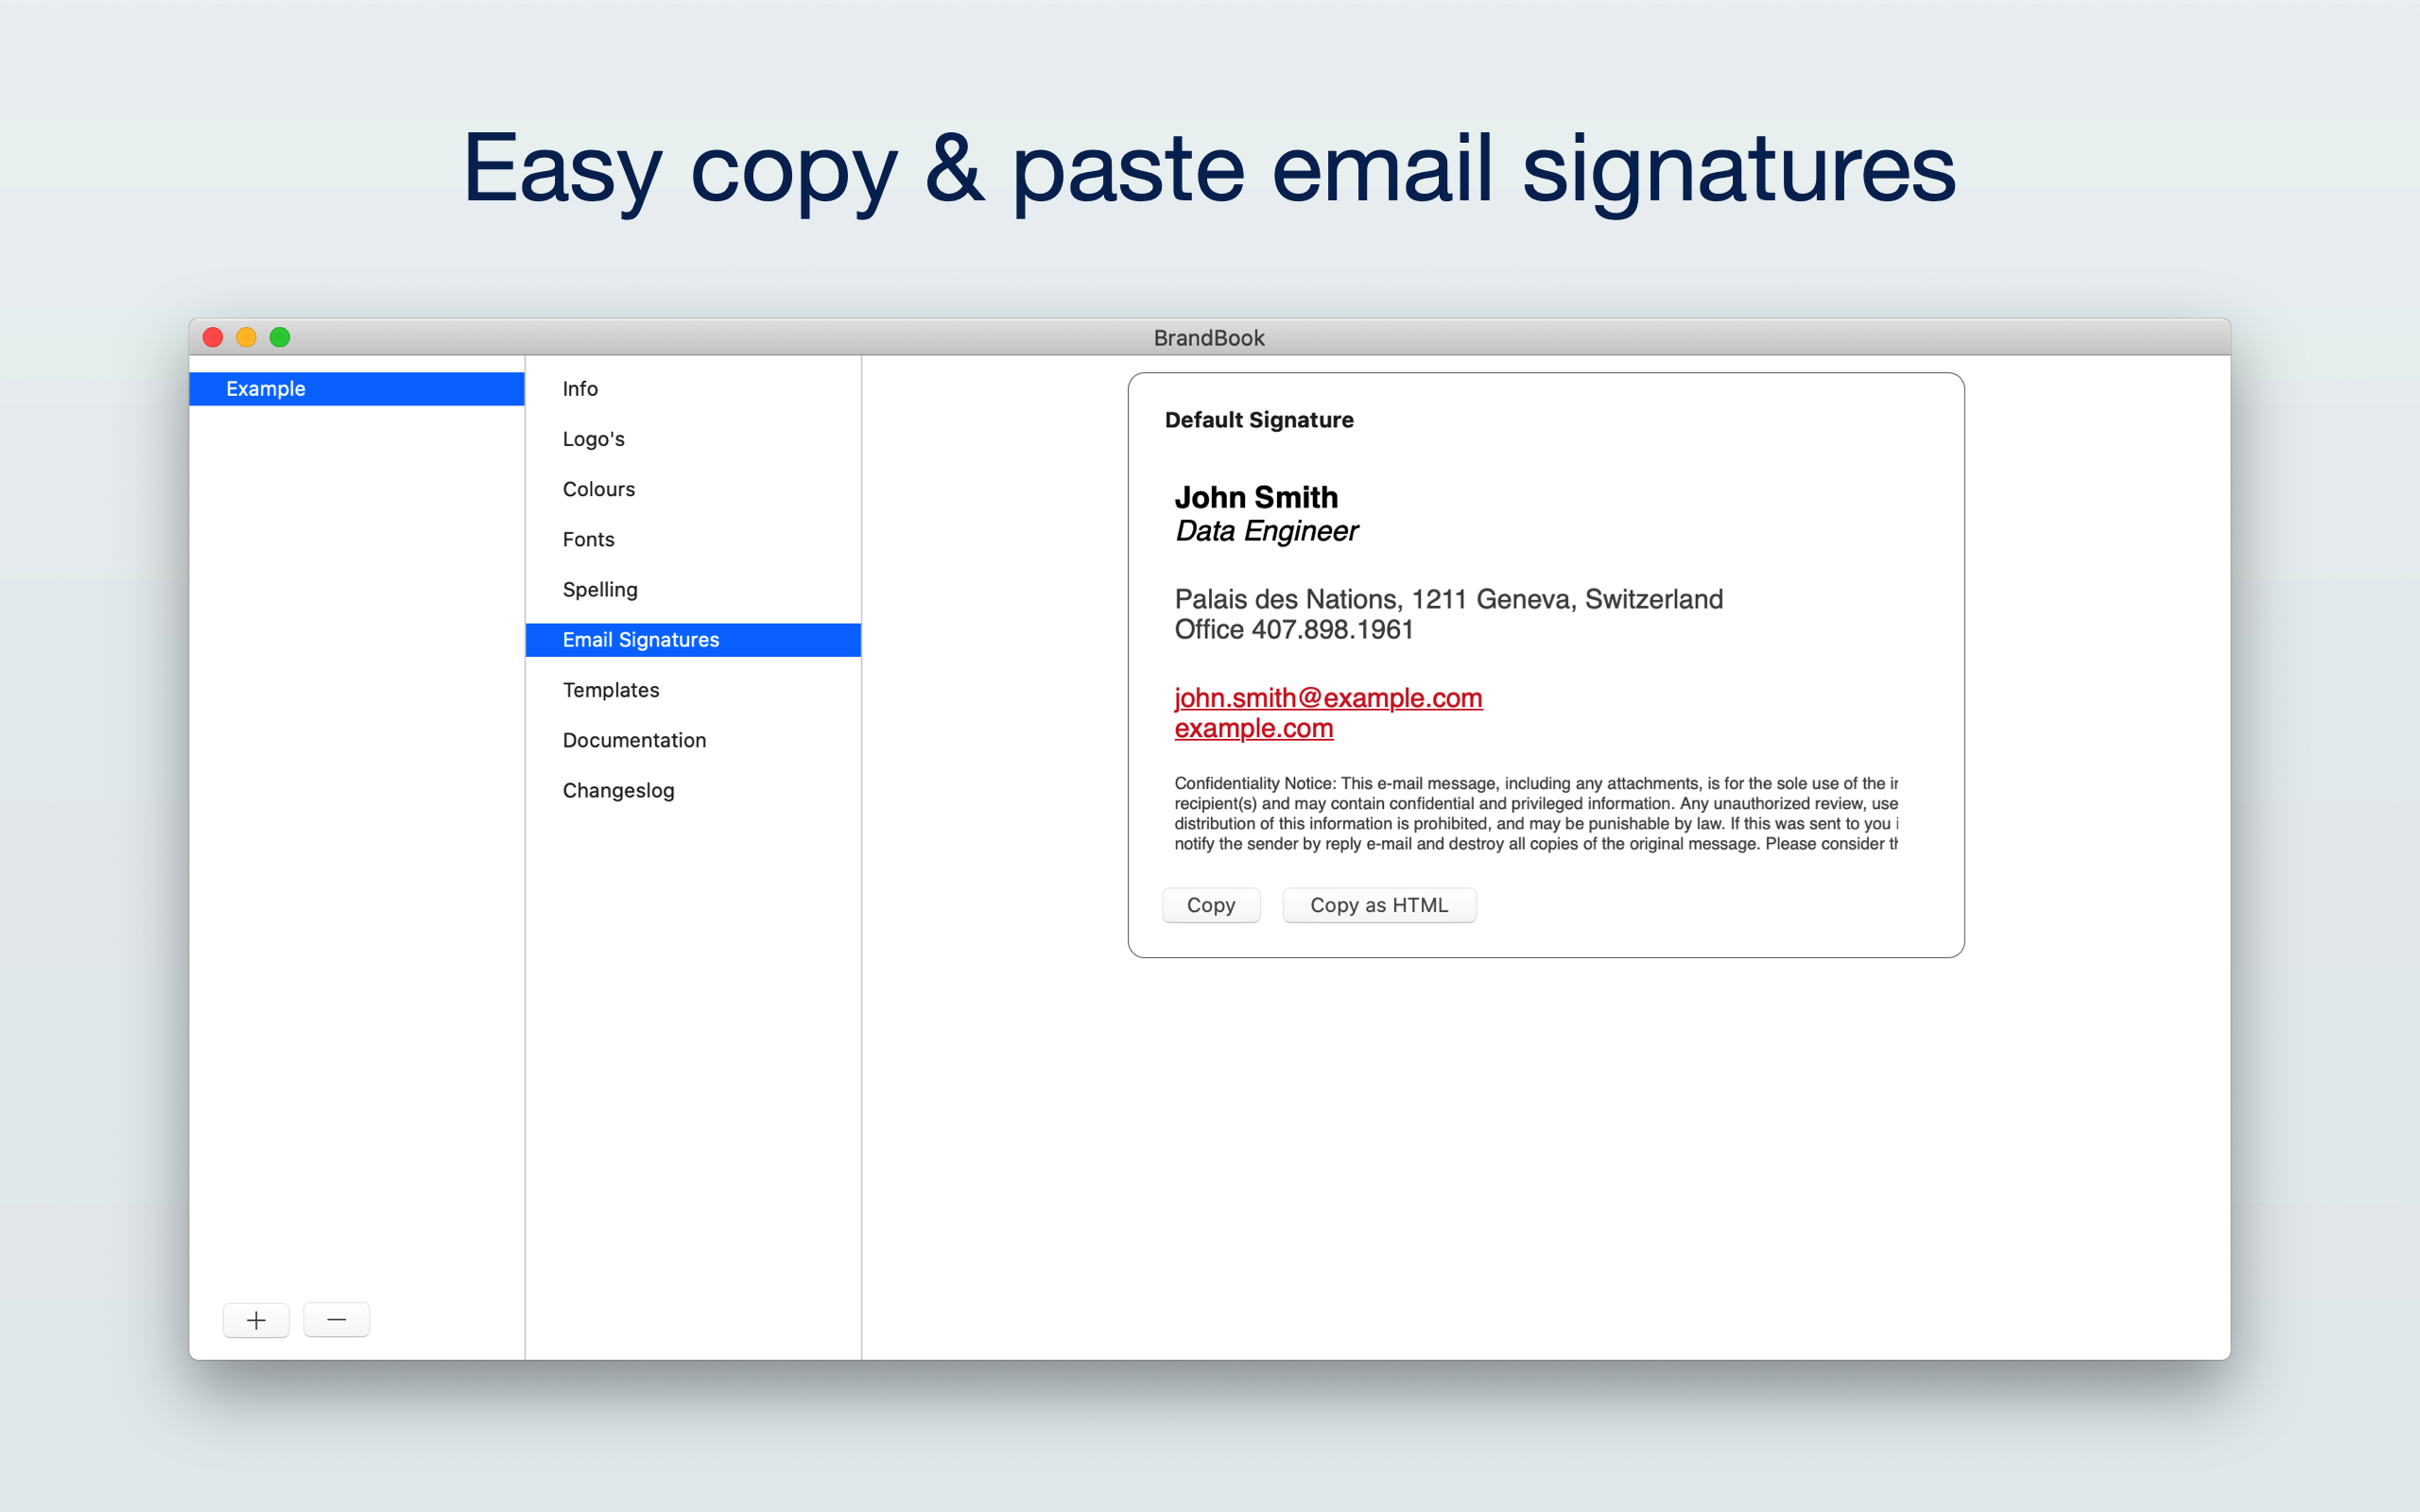 Easy copy & paste email signatures
BrandBook
Example
Info
Logo's
Colours
Fonts
Spelling
Email Signatures
Templates
Documentation
Changeslog
Default Signature
John Smith
Data Engineer
Palais des Nations, 1211 Geneva, Switzerland
Office 407.898.1961
john.smith@example.com
example.com
Confidentiality Notice: This e-mail message, including any attachments, is for the sole use of the
recipient(s) and may contain confidential and privileged information. Any unauthorized review, use
distribution of this information is prohibited, and may be punishable by law. If this was sent to you
notify the sender by reply e-mail and destroy all copies of the original message. Please consider
Copy
Copy as HTML